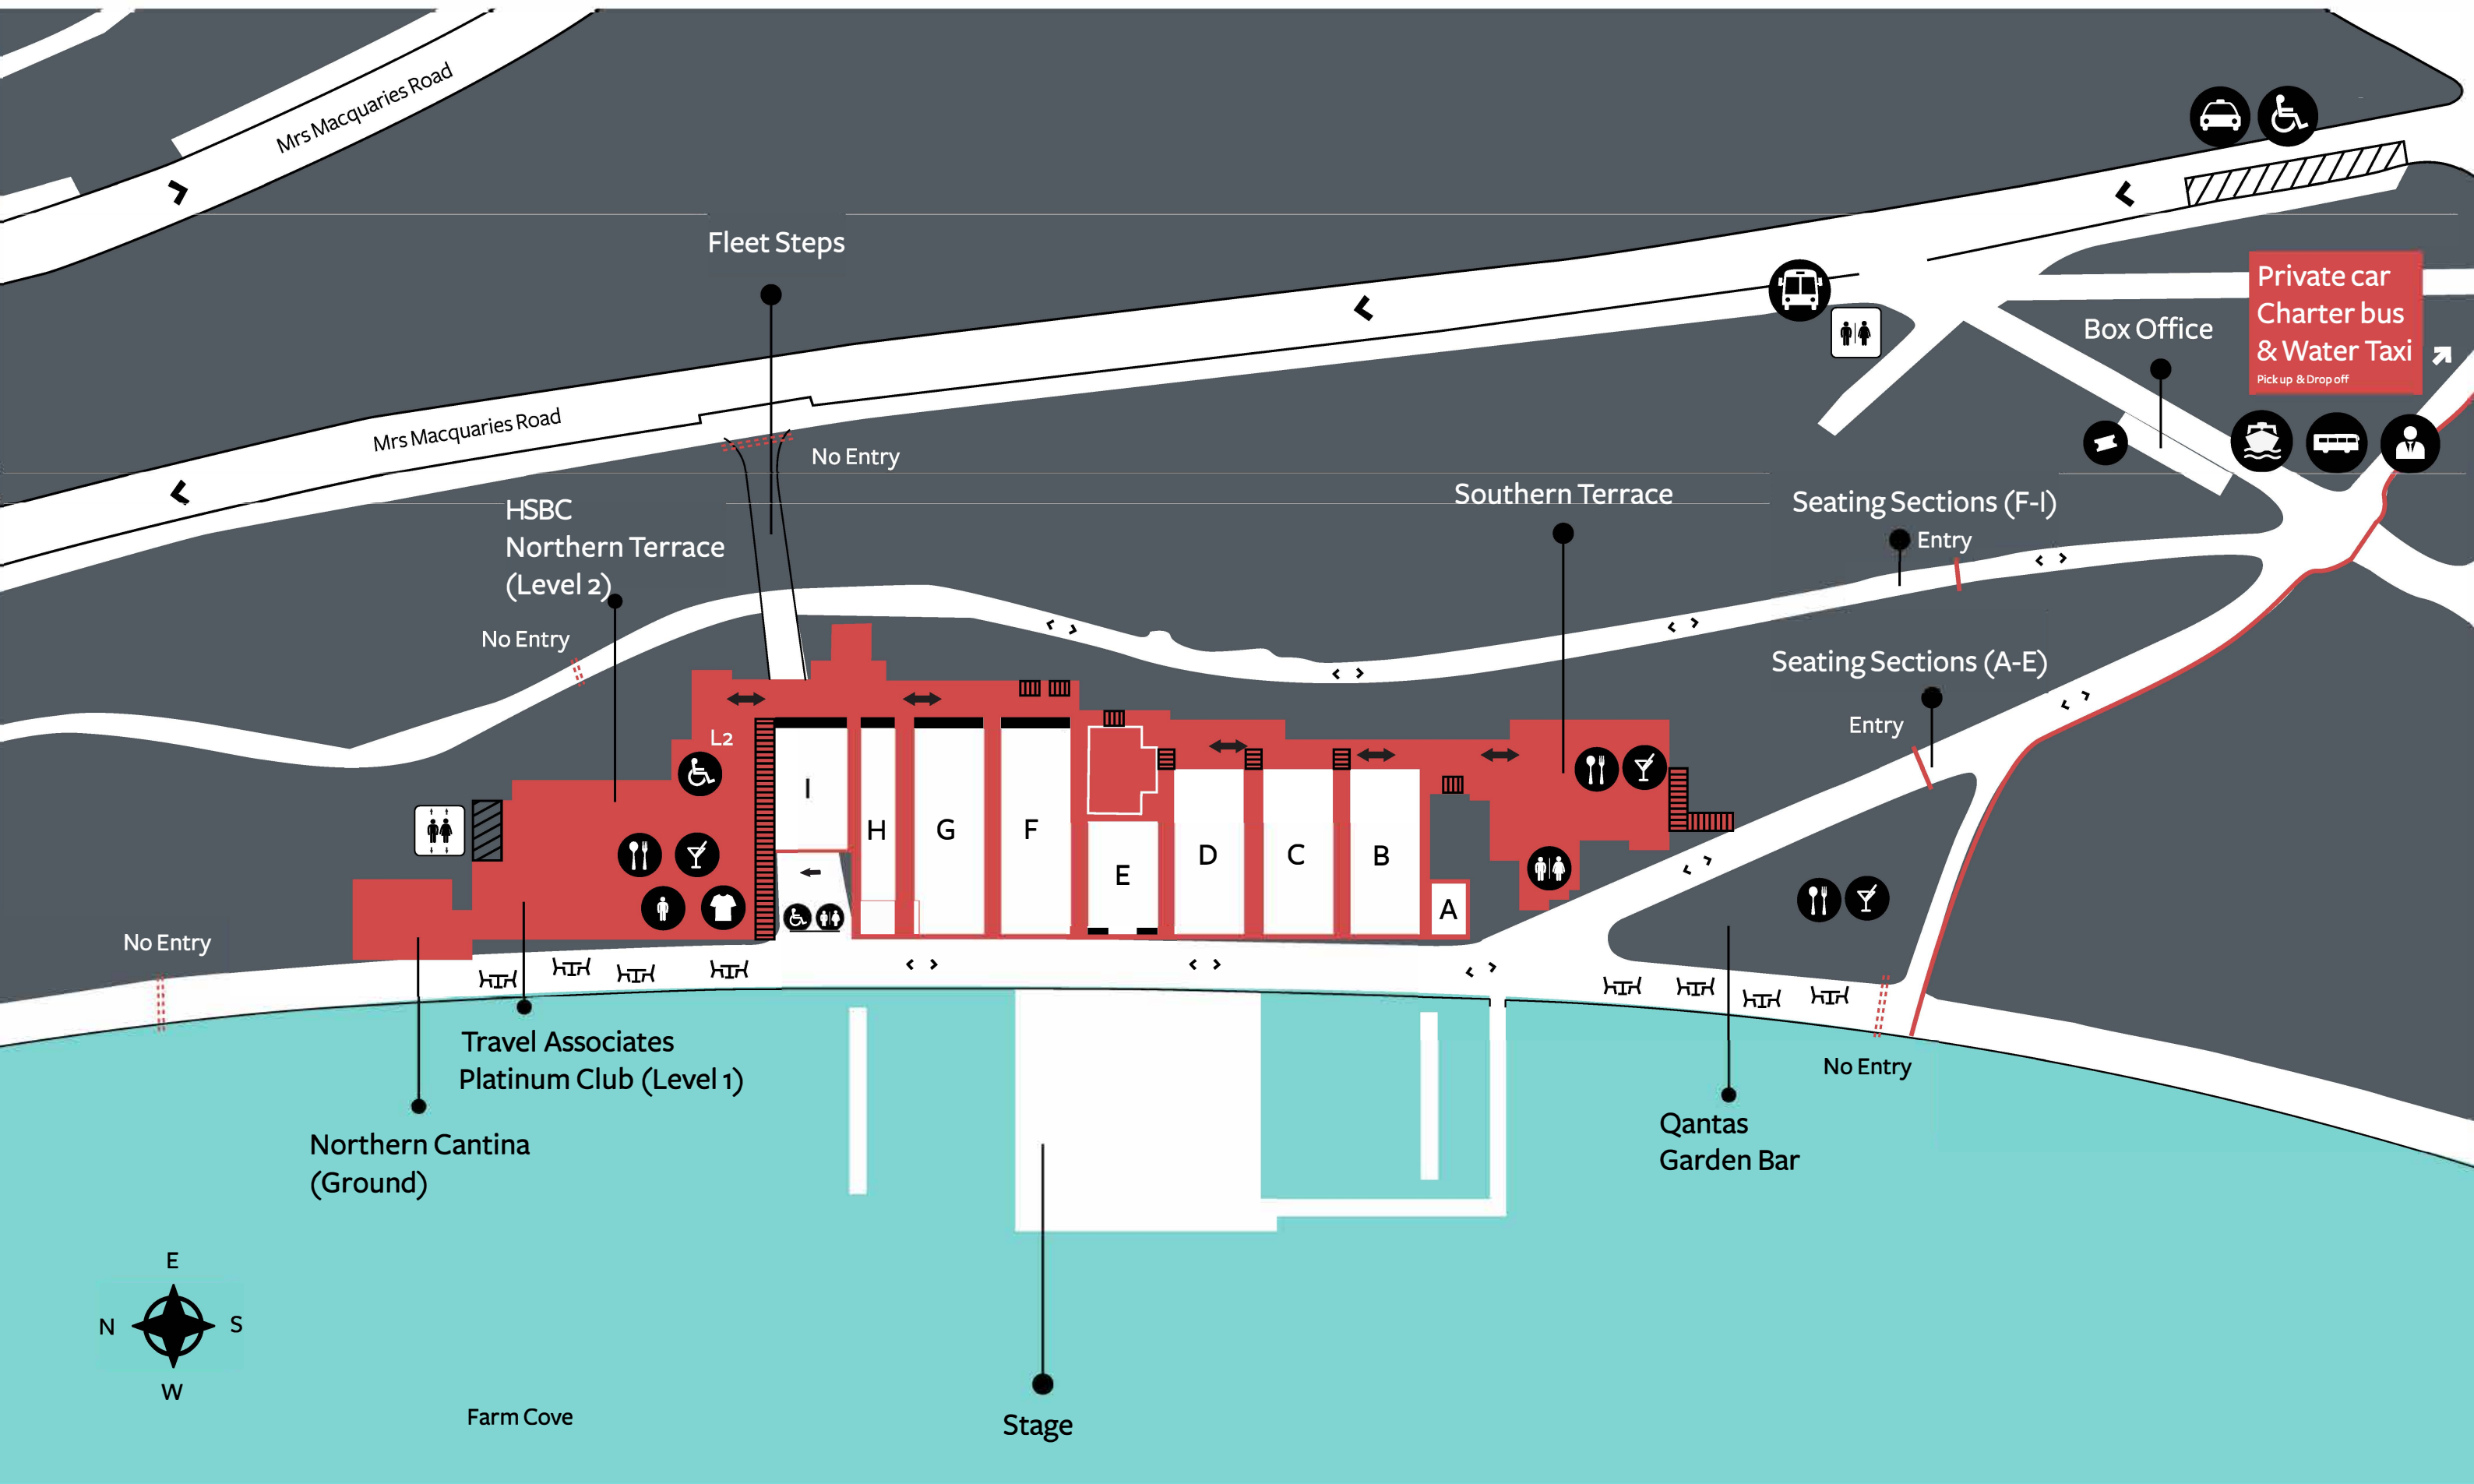 Mrs Macquaries Road
Fleet Steps
Private car
Charter bus
& Water Taxi
Pick up & Drop off
Box Office
Mrs Macquaries Road
No Entry
HSBC
Northern Terrace
(Level 2)
Southern Terrace
Seating Sections (F-I)
Entry
No Entry
Seating Sections (A-E)
Entry
L2
I
H
G
F
E
D
C
B
A
No Entry
Travel Associates
Platinum Club (Level 1)
No Entry
Northern Cantina
(Ground)
Qantas
Garden Bar
E
N
S
W
Farm Cove
Stage